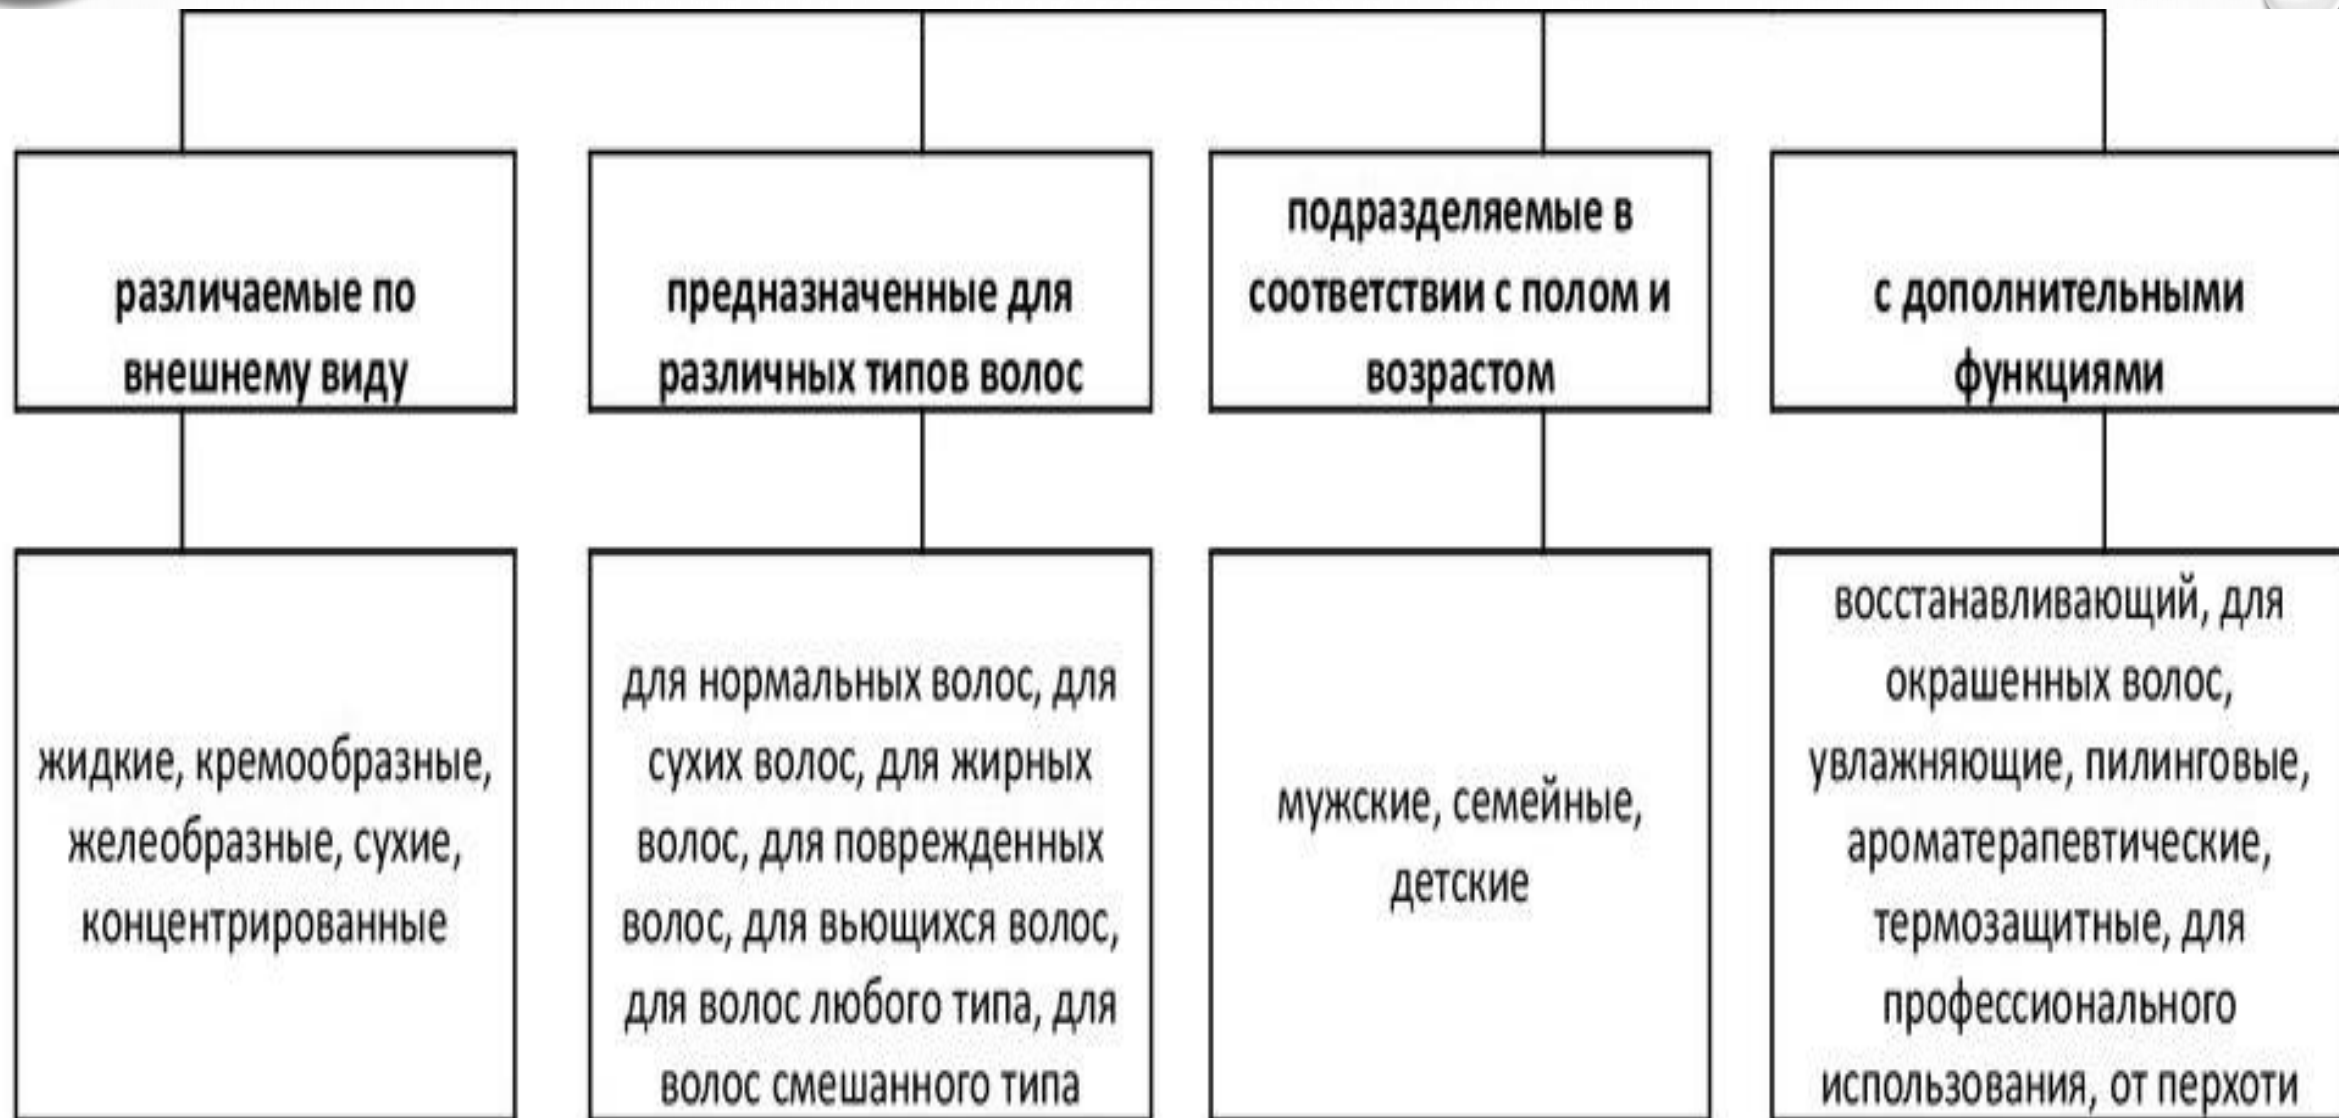 различаемые по
внешнему виду
предназначенные для
различных типов волос
подразделяемые в
соответствии с полом и
возрастом
с дополнительными
функциями
жидкие, кремообразные,
желеобразные, сухие,
концентрированные
для нормальных волос, для
сухих волос, для жирных
волос, для поврежденных
волос, для вьющихся волос,
для волос любого типа, для
волос смешанного типа
мужские, семейные,
детские
восстанавливающий, для
окрашенных волос,
увлажняющие, пилинговые,
ароматерапевтические,
термозащитные, для
профессионального
использования, от перхоти